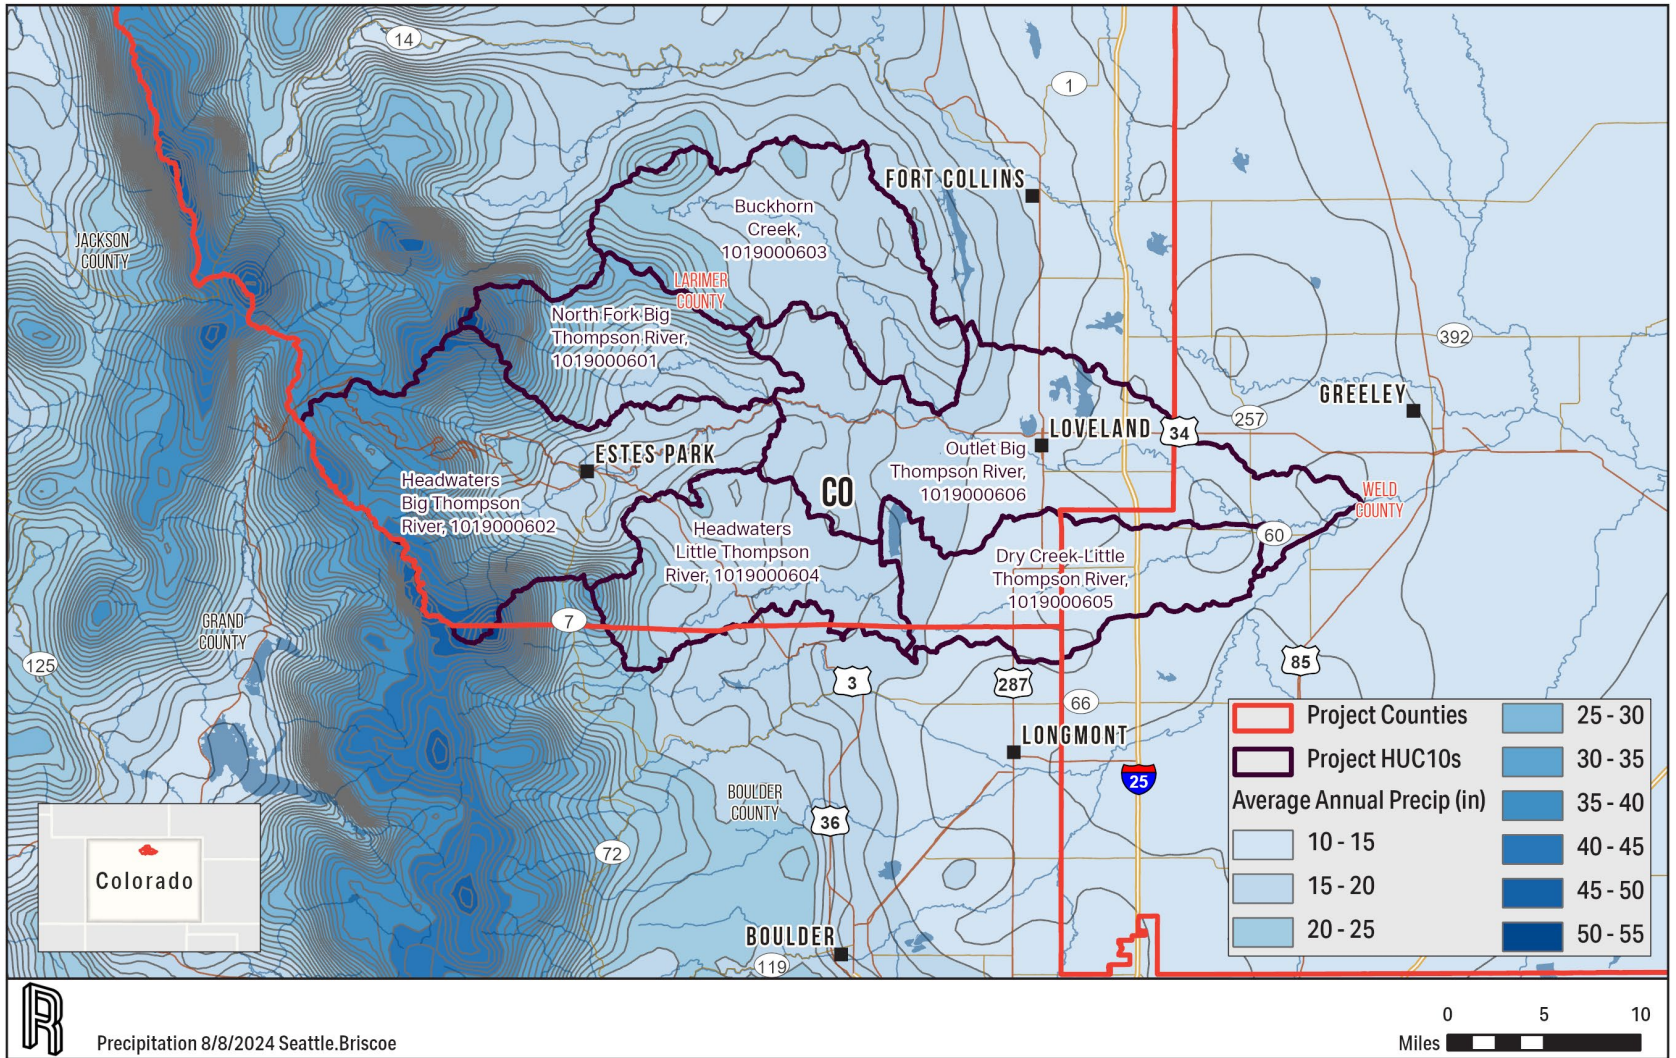 14
1
FORT COLLINS
Buckhorn
Creek,
1019000603
JACKSON
COUNTY
LARIMER
COUNTY
North Fork Big
Thompson River,
1019000601
392
GREELEY
257
LOVELAND
34
ESTES PARK
Outlet Big
Thompson River,
1019000606
CO
Headwaters
Big Thompson
River, 1019000602
WELD
COUNTY
Headwaters
Little Thompson
River, 1019000604
60
Dry Creek-Little
Thompson River,
1019000605
GRAND
COUNTY
7
125
3
287
85
66
LONGMONT
25
BOULDER
COUNTY
36
72
BOULDER
119
Colorado
Project Counties
Project HUC10s
Average Annual Precip (in)
10 - 15
15 - 20
20 - 25
25 - 30
30 - 35
35 - 40
40 - 45
45 - 50
50 - 55
R
Precipitation 8/8/2024 Seattle.Briscoe
0 5 10
Miles